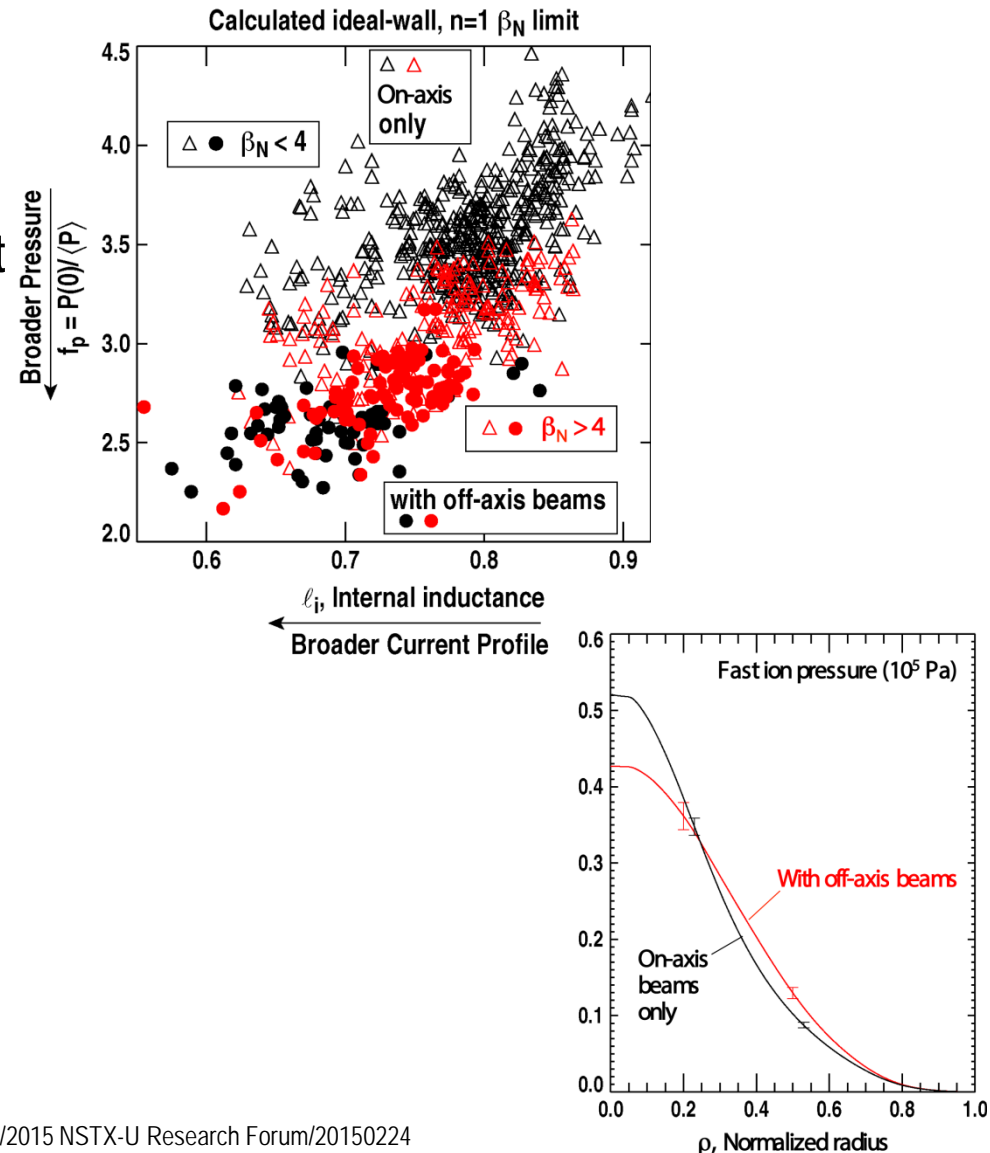 Calculated ideal-wall, n=1 βN limit
4.5
4.0
3.5
3.0
2.5
2.0
Broader Pressure
fp = P(0)/ ⟨P⟩
△ △
On-axis
only
△ ● βN < 4
△ ● βN > 4
with off-axis beams
● ●
0.6 0.7 0.8 0.9
ℓi, Internal inductance
Broader Current Profile
0.6
0.5
0.4
0.3
0.2
0.1
0.0
Fast ion pressure (10⁵ Pa)
With off-axis beams
On-axis
beams
only
0.0 0.2 0.4 0.6 0.8 1.0
ρ, Normalized radius
/2015 NSTX-U Research Forum/20150224